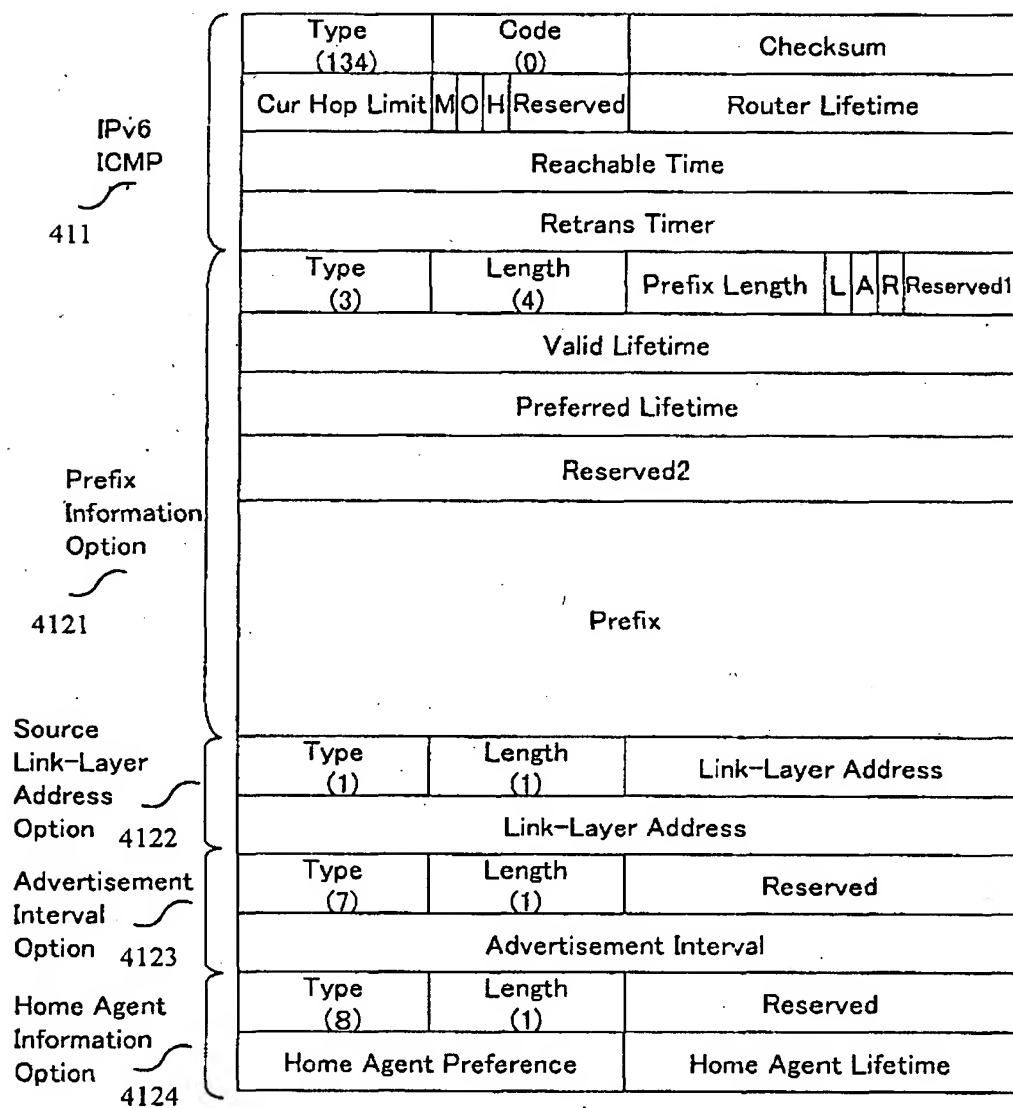 Type (134) Code (0) Checksum
Cur Hop Limit M O H Reserved Router Lifetime
IPv6
ICMP
411
Reachable Time
Retrans Timer
Type (3) Length (4) Prefix Length L A R Reserved1
Valid Lifetime
Preferred Lifetime
Reserved2
Prefix
Information
Option
4121
Prefix
Source
Link-Layer
Address
Option 4122
Type (1) Length (1) Link-Layer Address
Link-Layer Address
Advertisement
Interval
Option 4123
Type (7) Length (1) Reserved
Advertisement Interval
Home Agent
Information
Option
4124
Type (8) Length (1) Reserved
Home Agent Preference Home Agent Lifetime